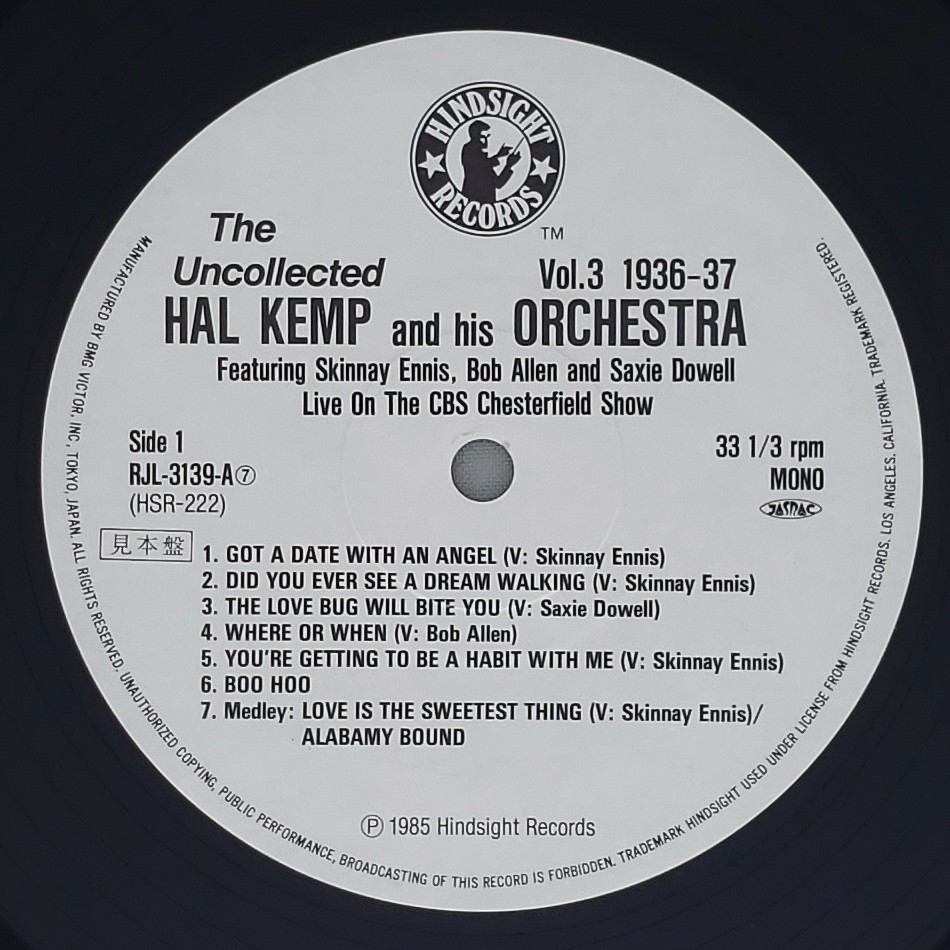 HINDSIGHT
RECORDS
TM
The
Uncollected
Vol.3 1936-37
HAL KEMP and his ORCHESTRA
Featuring Skinnay Ennis, Bob Allen and Saxie Dowell
Live On The CBS Chesterfield Show
Side 1
33 1/3 rpm
RJL-3139-A⑦
MONO
(HSR-222)
JASRAC
見本盤
1. GOT A DATE WITH AN ANGEL (V: Skinnay Ennis)
2. DID YOU EVER SEE A DREAM WALKING (V: Skinnay Ennis)
3. THE LOVE BUG WILL BITE YOU (V: Saxie Dowell)
4. WHERE OR WHEN (V: Bob Allen)
5. YOU'RE GETTING TO BE A HABIT WITH ME (V: Skinnay Ennis)
6. BOO HOO
7. Medley: LOVE IS THE SWEETEST THING (V: Skinnay Ennis)/
ALABAMY BOUND
Ⓟ 1985 Hindsight Records
MANUFACTURED BY BMG VICTOR, INC., TOKYO, JAPAN. ALL RIGHTS RESERVED. UNAUTHORIZED COPYING, PUBLIC PERFORMANCE, BROADCASTING OF THIS RECORD IS FORBIDDEN. TRADEMARK HINDSIGHT USED UNDER LICENSE FROM HINDSIGHT RECORDS. LOS ANGELES, CALIFORNIA. TRADEMARK REGISTERED.